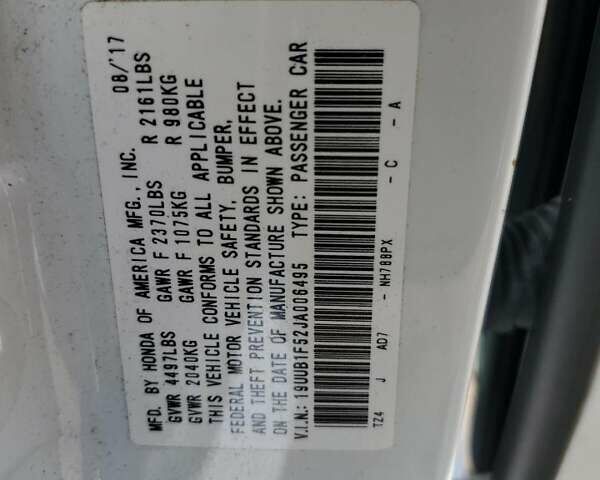 MFD. BY HONDA OF AMERICA MFG., INC. 08/'17
GVWR 4497LBS GAWR F 2370LBS R 2161LBS
GVWR 2040KG GAWR F 1075KG R 980KG
THIS VEHICLE CONFORMS TO ALL APPLICABLE
FEDERAL MOTOR VEHICLE SAFETY, BUMPER,
AND THEFT PREVENTION STANDARDS IN EFFECT
ON THE DATE OF MANUFACTURE SHOWN ABOVE.
V.I.N.: 19UUB1F52JA006495 TYPE: PASSENGER CAR
TZ4 J AD7 - NH788PX - C - A